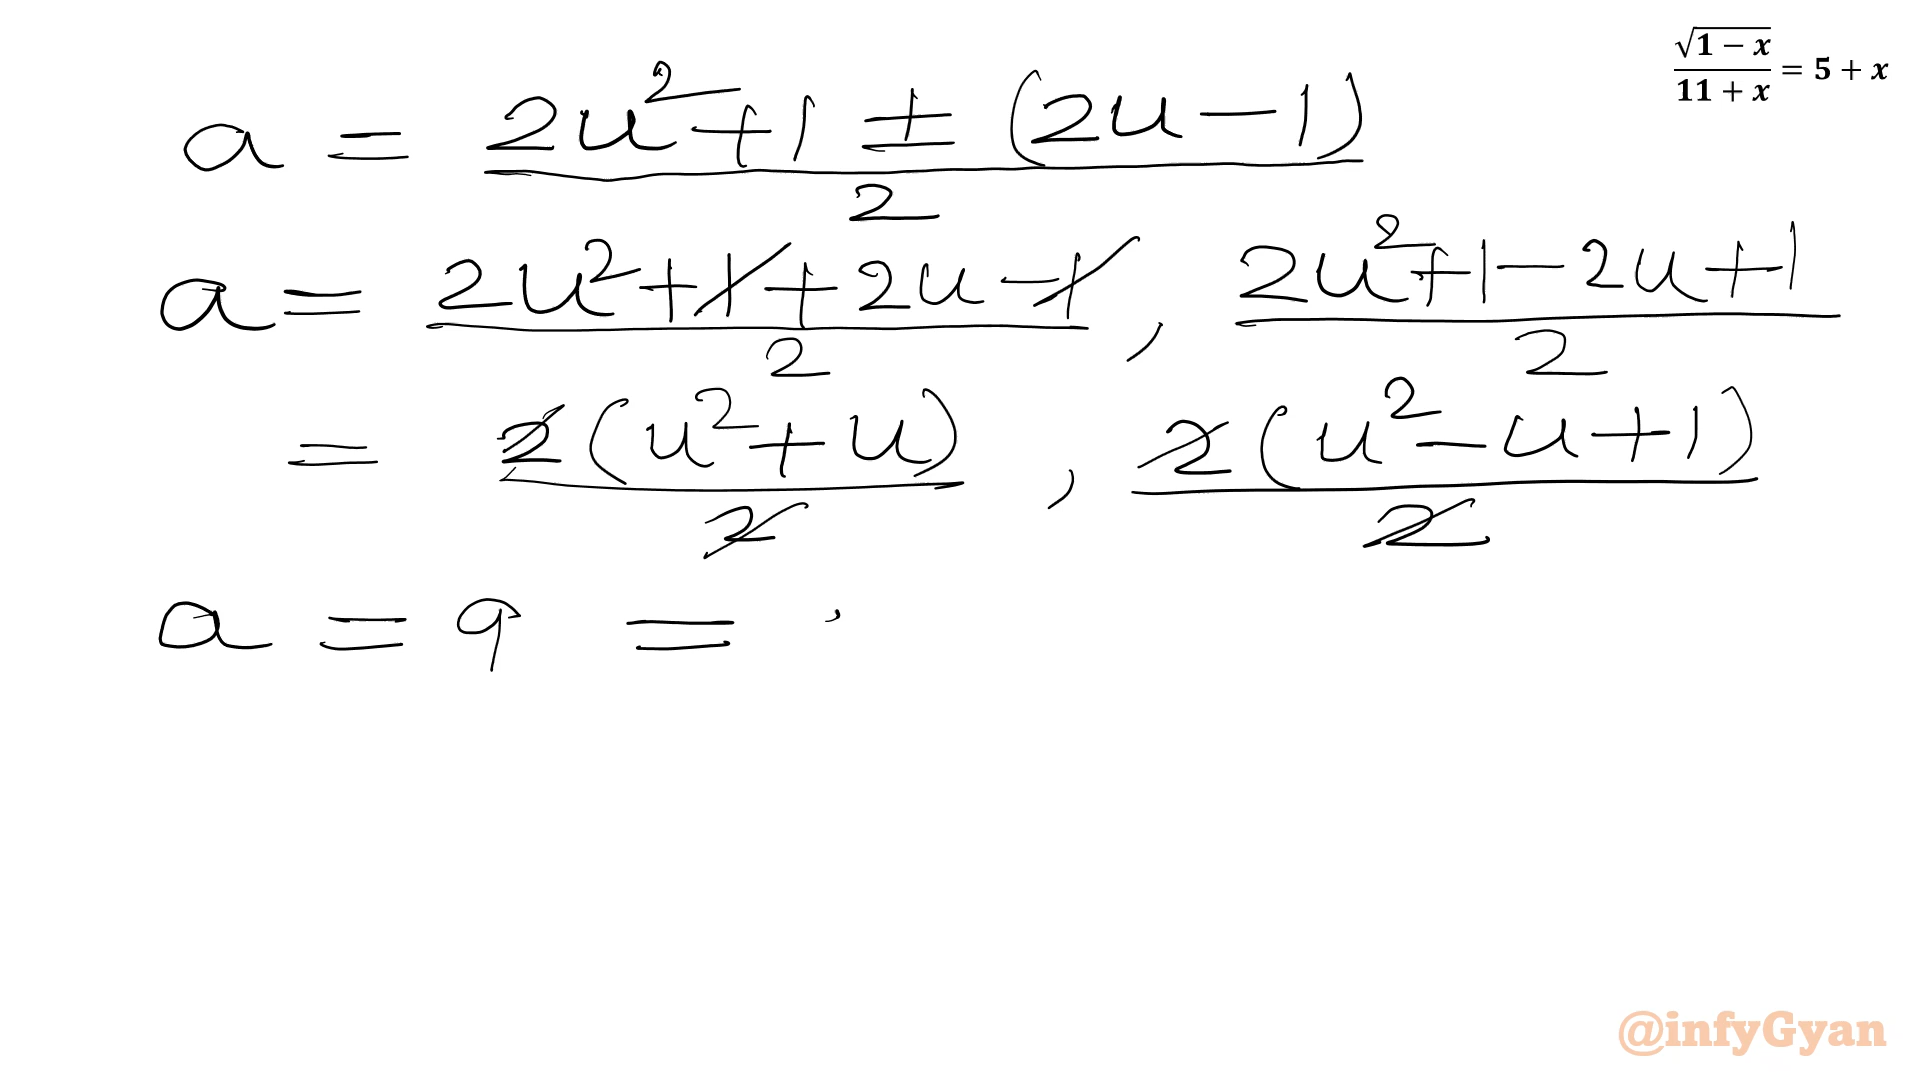 √(1 − x) / (11 + x) = 5 + x
a = (2u² + 1 ± (2u − 1)) / 2
a = (2u² + 1 + 2u − 1) / 2 , (2u² + 1 − 2u + 1) / 2
= 2(u² + u) / 2 , 2(u² − u + 1) / 2
a = 9 =
@infyGyan